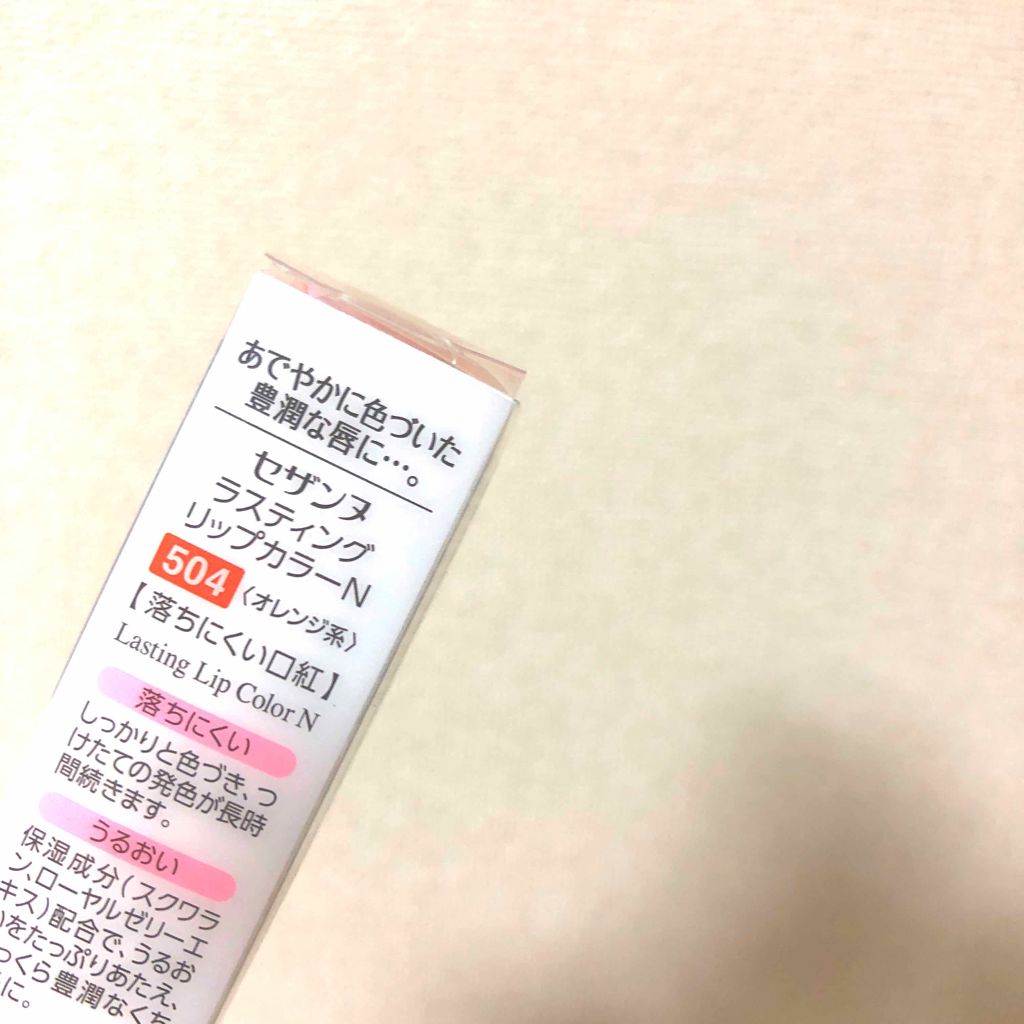 あでやかに色づいた
豊潤な唇に…。
セザンヌ
ラスティング
リップカラーN
504 〈オレンジ系〉
【落ちにくい口紅】
Lasting Lip Color N
落ちにくい
しっかりと色づき、つ
けたての発色が長時
間続きます。
うるおい
保湿成分(スクワラ
ン、ローヤルゼリーエ
キス)配合で、うるお
いをたっぷりあたえ、
っくら豊潤なくち
に。